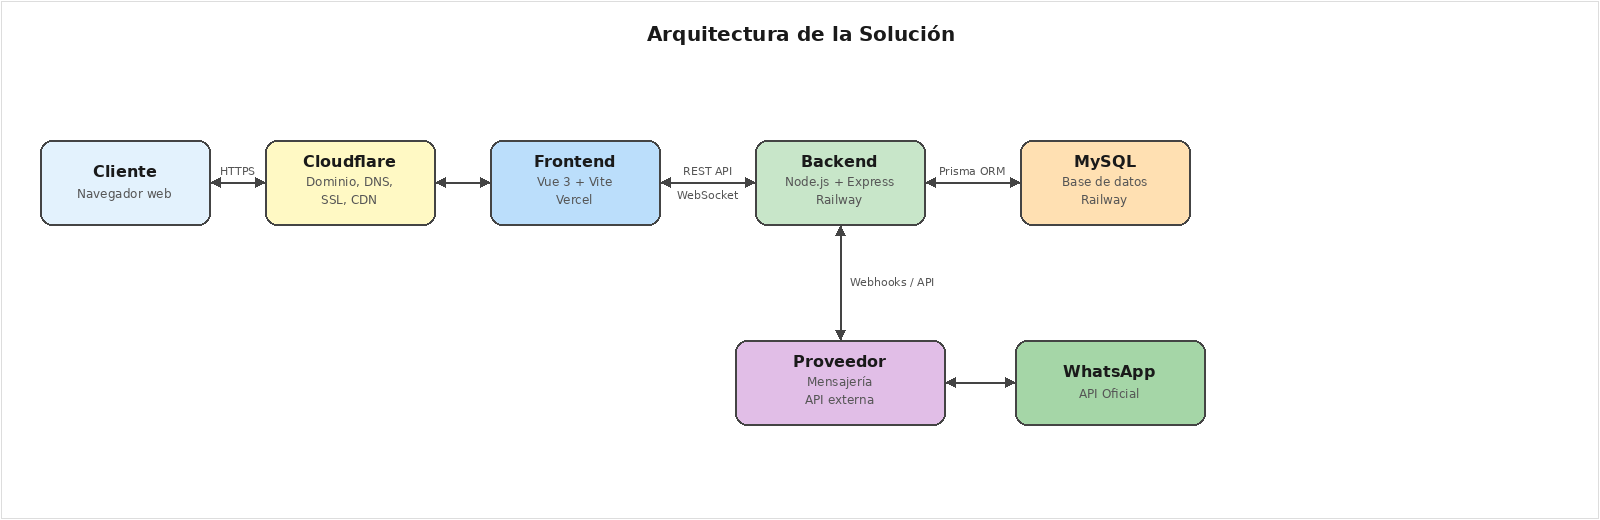 Arquitectura de la Solución
Cliente
Navegador web
HTTPS
Cloudflare
Dominio, DNS,
SSL, CDN
Frontend
Vue 3 + Vite
Vercel
REST API
WebSocket
Backend
Node.js + Express
Railway
Prisma ORM
MySQL
Base de datos
Railway
Webhooks / API
Proveedor
Mensajería
API externa
WhatsApp
API Oficial